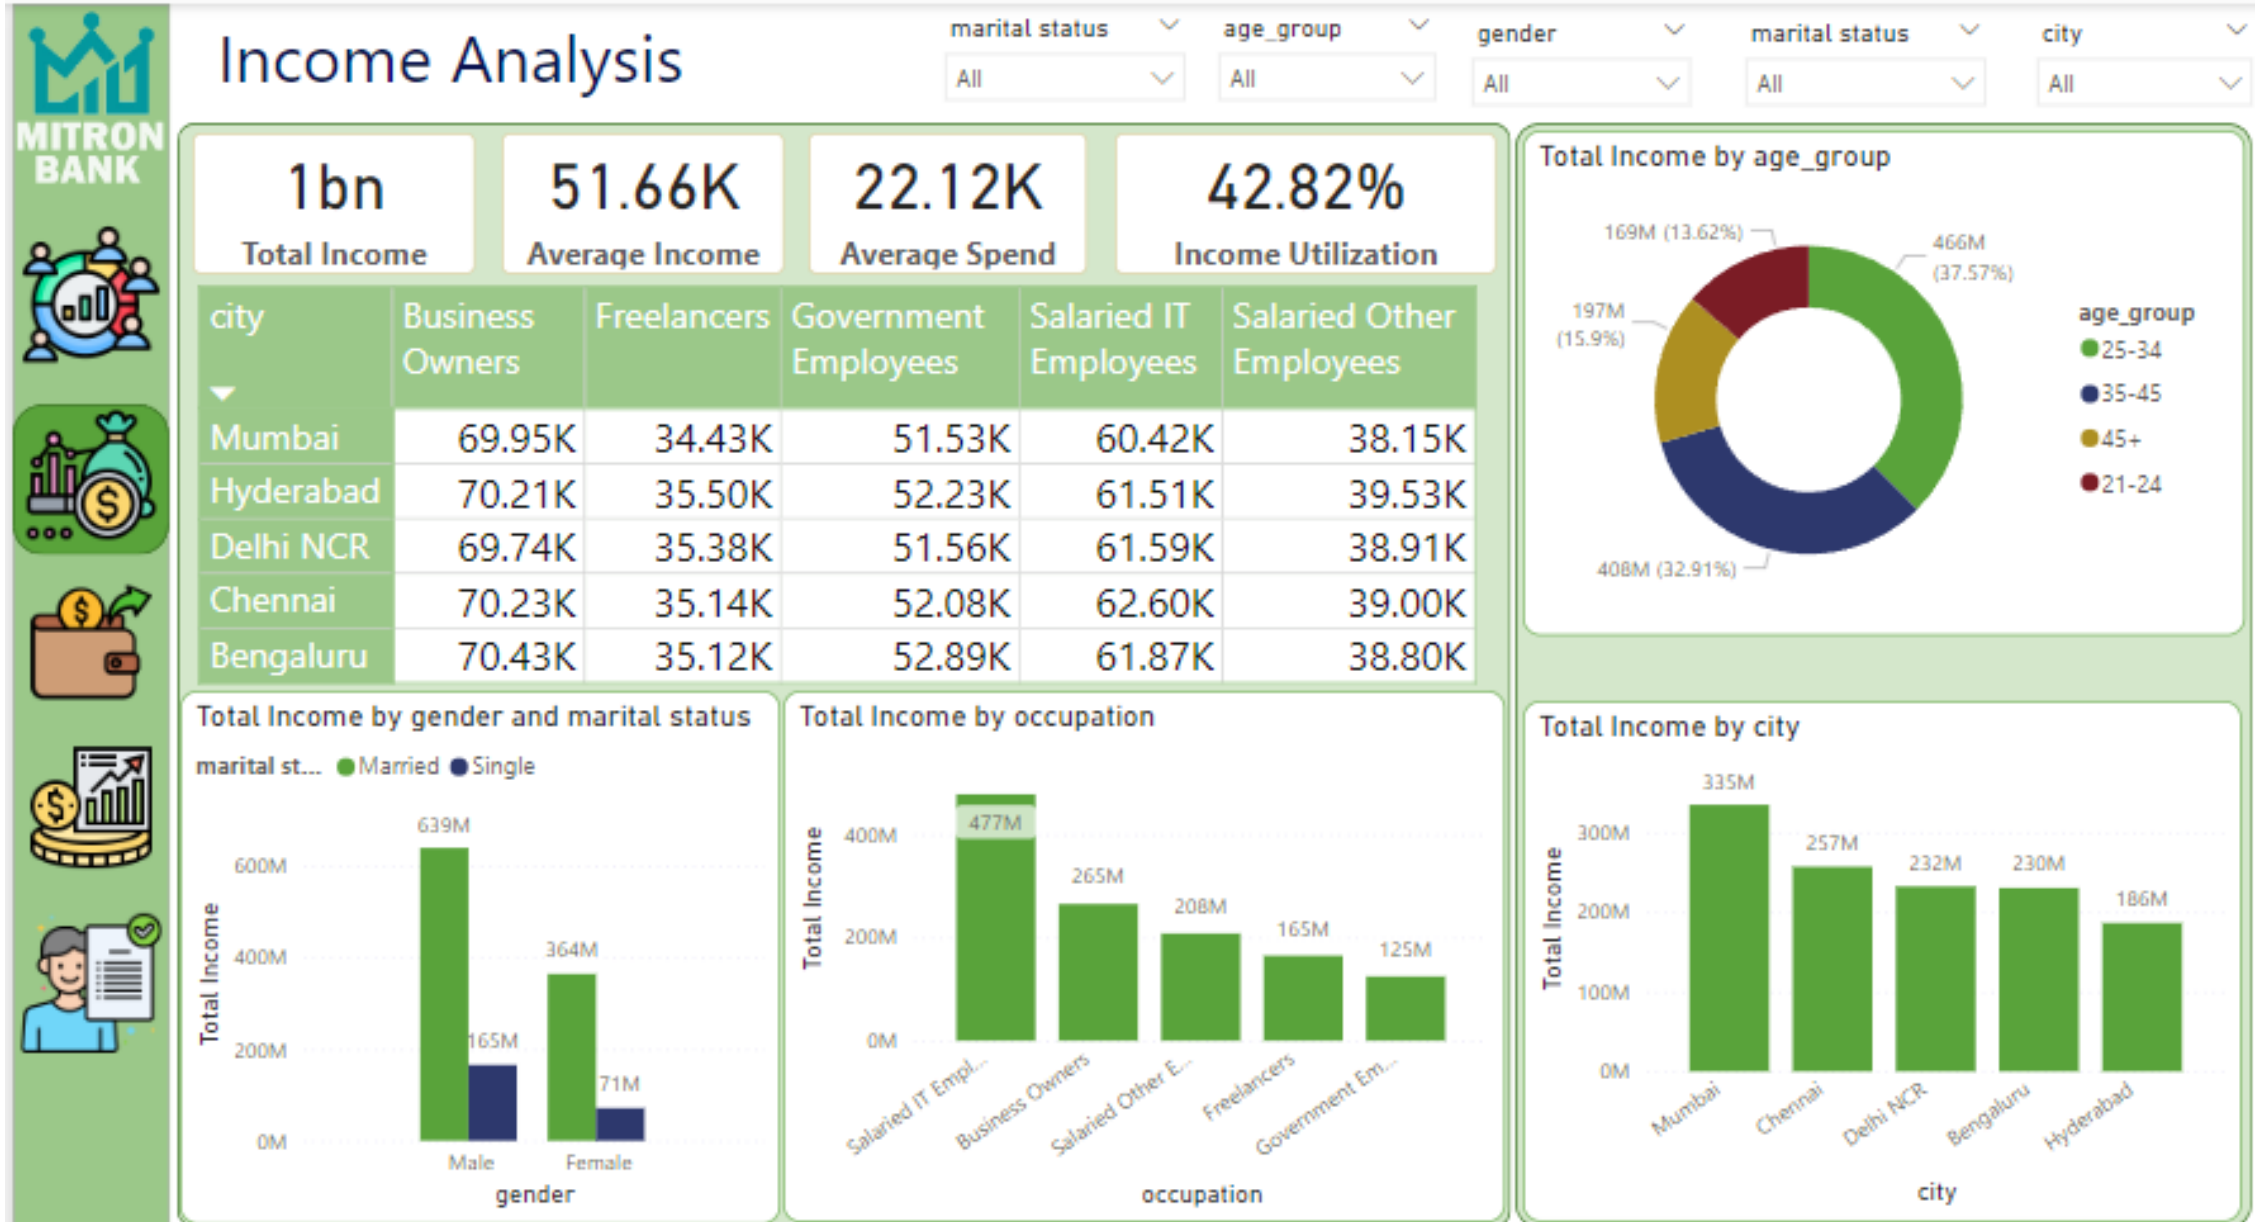 MITRON
BANK
Income Analysis
marital status
All
age_group
All
gender
All
marital status
All
city
All
1bn
Total Income
51.66K
Average Income
22.12K
Average Spend
42.82%
Income Utilization
city Business Owners Freelancers Government Employees Salaried IT Employees Salaried Other Employees
Mumbai 69.95K 34.43K 51.53K 60.42K 38.15K
Hyderabad 70.21K 35.50K 52.23K 61.51K 39.53K
Delhi NCR 69.74K 35.38K 51.56K 61.59K 38.91K
Chennai 70.23K 35.14K 52.08K 62.60K 39.00K
Bengaluru 70.43K 35.12K 52.89K 61.87K 38.80K
Total Income by age_group
169M (13.62%)
466M
(37.57%)
197M
(15.9%)
408M (32.91%)
age_group
25-34
35-45
45+
21-24
Total Income by gender and marital status
marital st... Married Single
Total Income
600M
400M
200M
0M
639M
165M
364M
71M
Male Female
gender
Total Income by occupation
Total Income
400M
200M
0M
477M
265M
208M
165M
125M
Salaried IT Empl...
Business Owners
Salaried Other E...
Freelancers
Government Em...
occupation
Total Income by city
Total Income
300M
200M
100M
0M
335M
257M
232M
230M
186M
Mumbai
Chennai
Delhi NCR
Bengaluru
Hyderabad
city